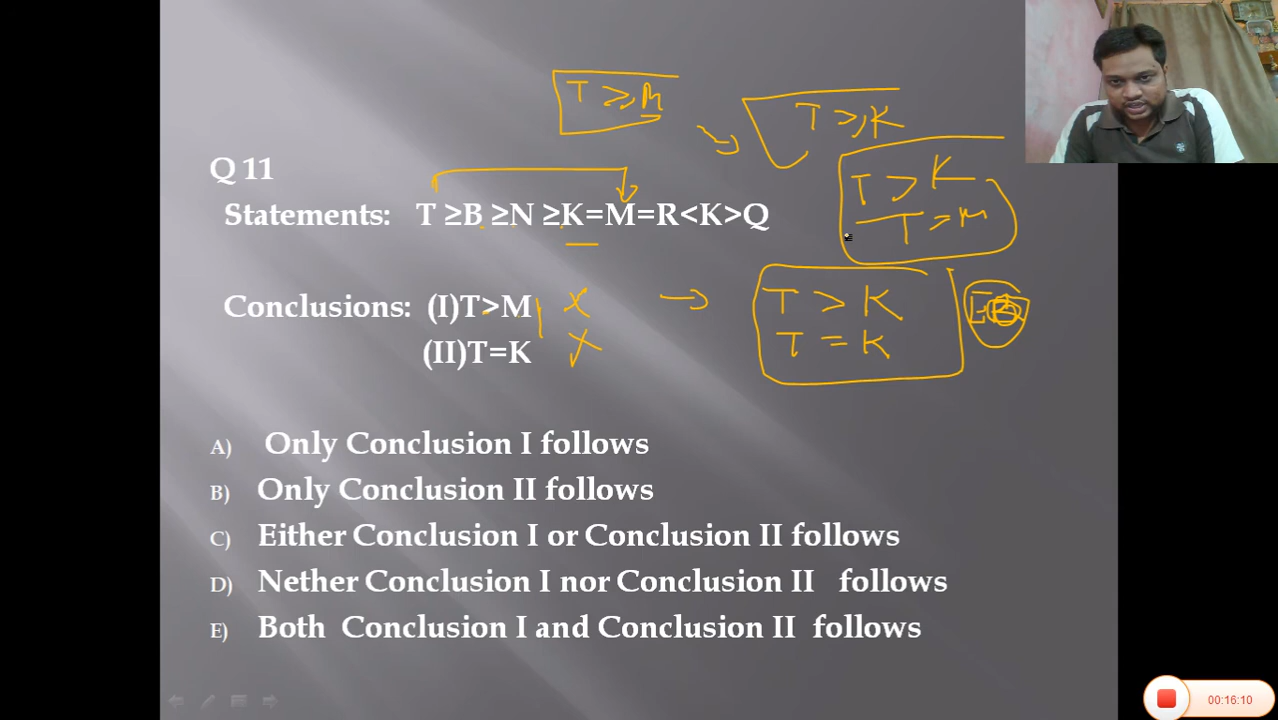 T ≥ M
T ≥ K
T > K
T = M
Q 11
Statements: T ≥B ≥N ≥K=M=R<K>Q
Conclusions: (I)T>M
(II)T=K
T > K
T = K
A) Only Conclusion I follows
B) Only Conclusion II follows
C) Either Conclusion I or Conclusion II follows
D) Nether Conclusion I nor Conclusion II follows
E) Both Conclusion I and Conclusion II follows
00:16:10